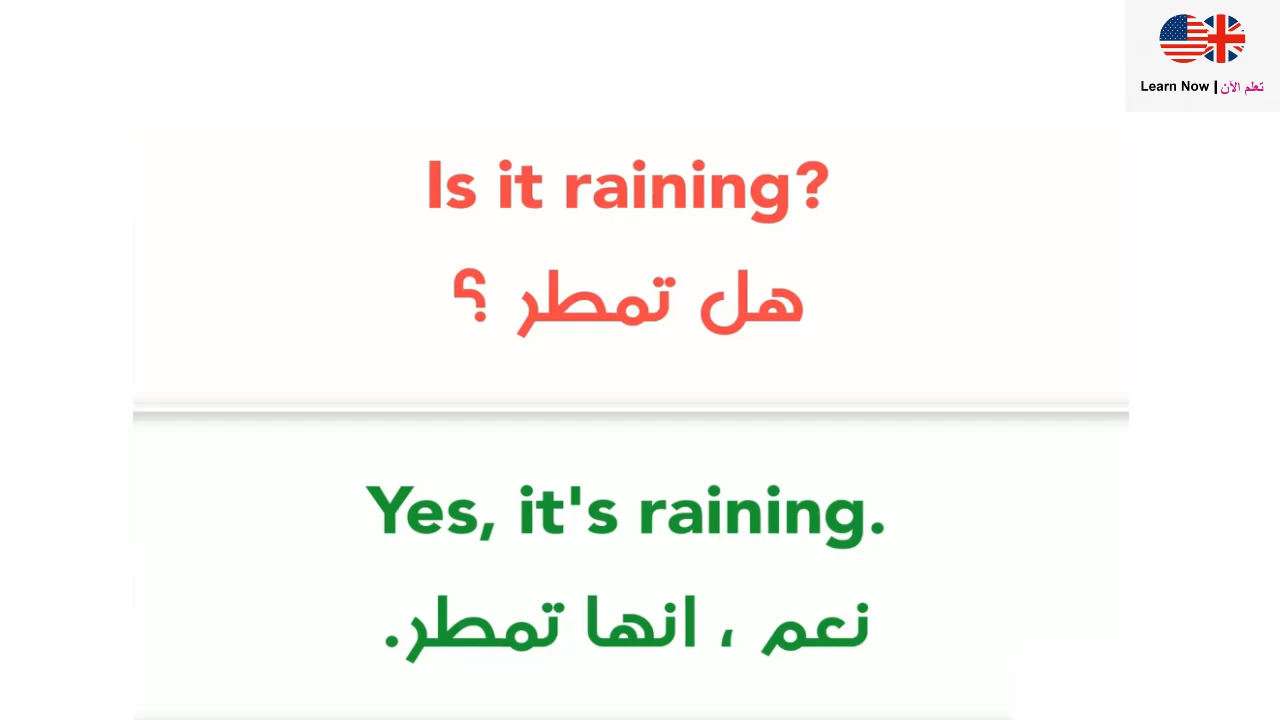 Learn Now | تعلم الآن
Is it raining?
هل تمطر ؟
Yes, it's raining.
نعم ، انها تمطر.